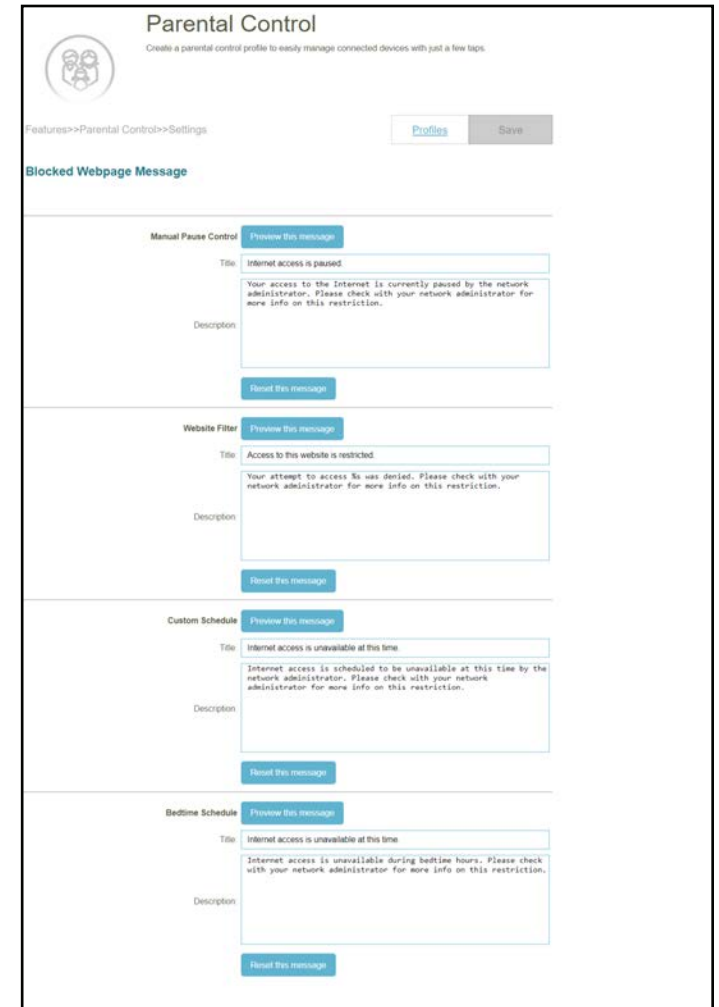 Parental Control
Create a parental control profile to easily manage connected devices with just a few taps.
Features>>Parental Control>>Settings
Profiles
Save
Blocked Webpage Message
Manual Pause Control
Preview this message
Title:
Internet access is paused.
Your access to the Internet is currently paused by the network
administrator. Please check with your network administrator for
more info on this restriction.
Description:
Reset this message
Website Filter
Preview this message
Title:
Access to this website is restricted.
Your attempt to access %s was denied. Please check with your
network administrator for more info on this restriction.
Description:
Reset this message
Custom Schedule
Preview this message
Title:
Internet access is unavailable at this time.
Internet access is scheduled to be unavailable at this time by the
network administrator. Please check with your network
administrator for more info on this restriction.
Description:
Reset this message
Bedtime Schedule
Preview this message
Title:
Internet access is unavailable at this time.
Internet access is unavailable during bedtime hours. Please check
with your network administrator for more info on this restriction.
Description:
Reset this message